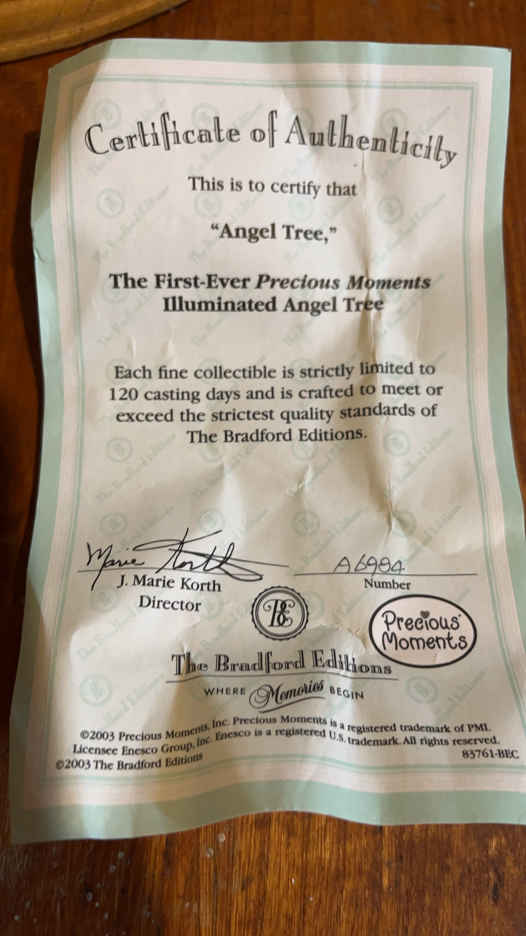 Certificate of Authenticity
This is to certify that
“Angel Tree,”
The First-Ever Precious Moments
Illuminated Angel Tree
Each fine collectible is strictly limited to
120 casting days and is crafted to meet or
exceed the strictest quality standards of
The Bradford Editions.
Marie Korth
J. Marie Korth
Director
A6984
Number
BE
Precious
Moments
The Bradford Editions
WHERE Memories BEGIN
©2003 Precious Moments, Inc. Precious Moments is a registered trademark of PMI.
Licensee Enesco Group, Inc. Enesco is a registered U.S. trademark. All rights reserved.
©2003 The Bradford Editions
83761-BEC